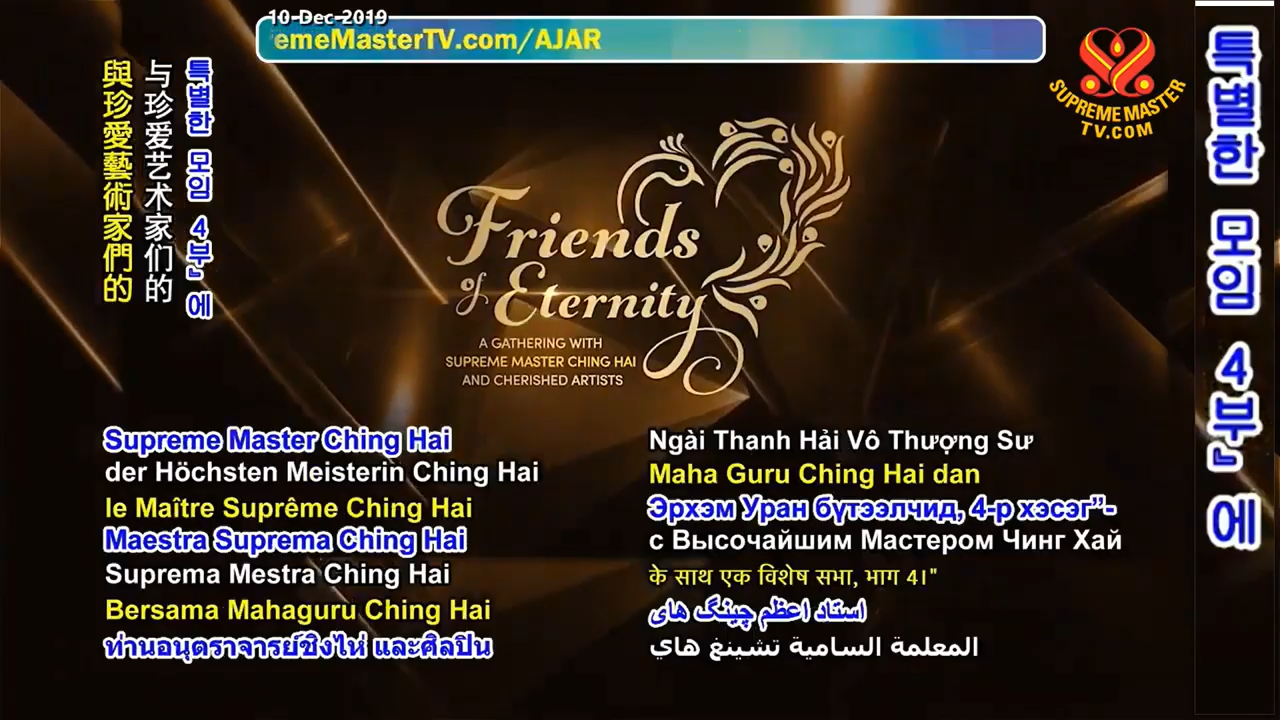 10-Dec-2019
emeMasterTV.com/AJAR
SUPREME MASTER
TV.COM
특별한 모임 4부』에
与珍爱艺术家们的
與珍愛藝術家們的
특별한 모임 4부』에
Friends
of Eternity
A GATHERING WITH
SUPREME MASTER CHING HAI
AND CHERISHED ARTISTS
Supreme Master Ching Hai
der Höchsten Meisterin Ching Hai
le Maître Suprême Ching Hai
Maestra Suprema Ching Hai
Suprema Mestra Ching Hai
Bersama Mahaguru Ching Hai
ท่านอนุตราจารย์ชิงไห่ และศิลปิน
Ngài Thanh Hải Vô Thượng Sư
Maha Guru Ching Hai dan
Эрхэм Уран бүтээлчид, 4-р хэсэг”-
с Высочайшим Мастером Чинг Хай
के साथ एक विशेष सभा, भाग 4।"
استاد اعظم چینگ های
المعلمة السامية تشينغ هاي